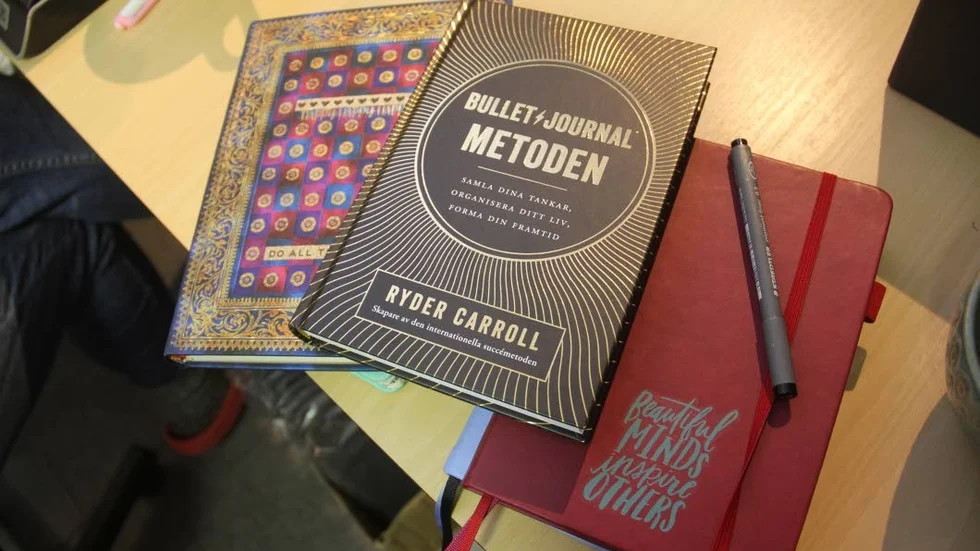 BULLET JOURNAL
METODEN
SAMLA DINA TANKAR,
ORGANISERA DITT LIV,
FORMA DIN FRAMTID
RYDER CARROLL
Skapare av den internationella succémetoden
DO ALL
Beautiful
MINDS
inspire
OTHERS